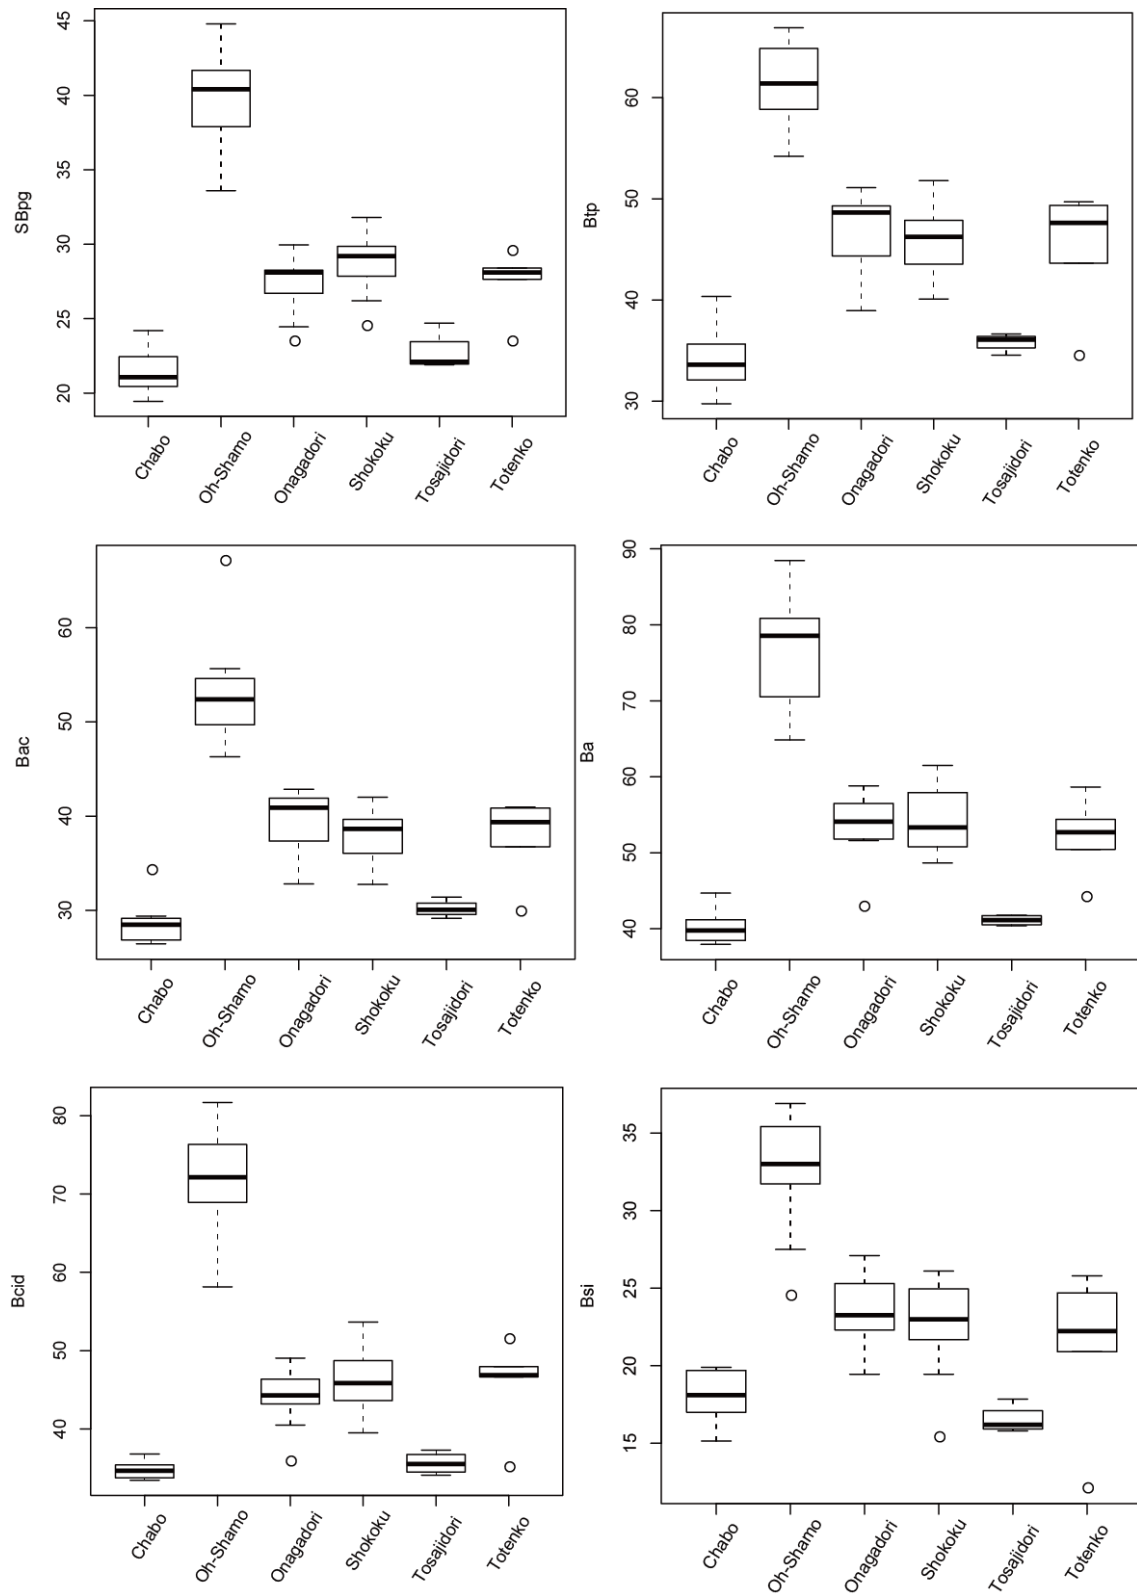 SBpg
45
40
35
30
25
20
Chabo
Oh-Shamo
Onagadori
Shokoku
Tosajidori
Totenko
Btp
60
50
40
30
Chabo
Oh-Shamo
Onagadori
Shokoku
Tosajidori
Totenko
Bac
60
50
40
30
Chabo
Oh-Shamo
Onagadori
Shokoku
Tosajidori
Totenko
Ba
90
80
70
60
50
40
Chabo
Oh-Shamo
Onagadori
Shokoku
Tosajidori
Totenko
Bcid
80
70
60
50
40
Chabo
Oh-Shamo
Onagadori
Shokoku
Tosajidori
Totenko
Bsi
35
30
25
20
15
Chabo
Oh-Shamo
Onagadori
Shokoku
Tosajidori
Totenko